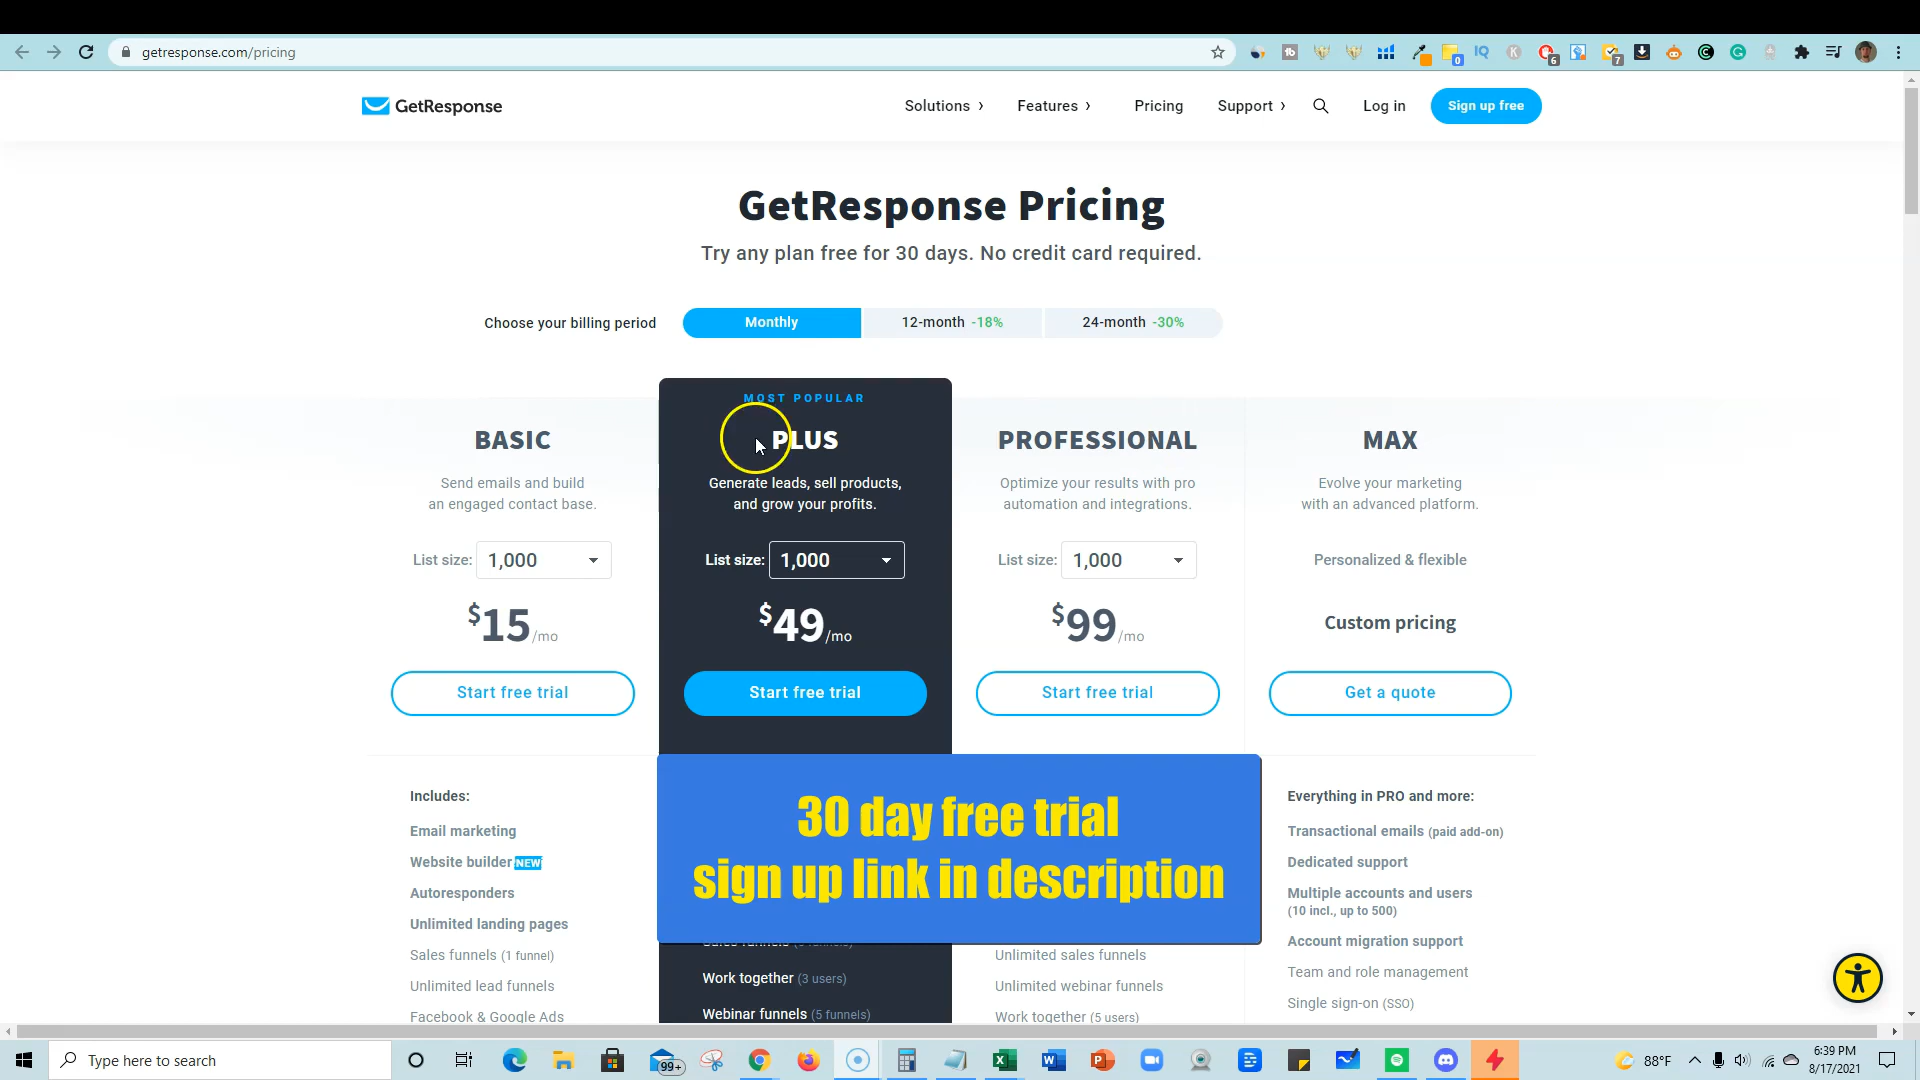 getresponse.com/pricing
GetResponse
Solutions
Features
Pricing
Support
Log in
Sign up free
GetResponse Pricing
Try any plan free for 30 days. No credit card required.
Choose your billing period
Monthly
12-month -18%
24-month -30%
BASIC
Send emails and build
an engaged contact base.
List size: 1,000
$15/mo
Start free trial
Includes:
Email marketing
Website builder NEW
Autoresponders
Unlimited landing pages
Sales funnels (1 funnel)
Unlimited lead funnels
Facebook & Google Ads
MOST POPULAR
PLUS
Generate leads, sell products,
and grow your profits.
List size: 1,000
$49/mo
Start free trial
30 day free trial
sign up link in description
Work together (3 users)
Webinar funnels (5 funnels)
PROFESSIONAL
Optimize your results with pro
automation and integrations.
List size: 1,000
$99/mo
Start free trial
Unlimited sales funnels
Unlimited webinar funnels
Work together (5 users)
MAX
Evolve your marketing
with an advanced platform.
Personalized & flexible
Custom pricing
Get a quote
Everything in PRO and more:
Transactional emails (paid add-on)
Dedicated support
Multiple accounts and users
(10 incl., up to 500)
Account migration support
Team and role management
Single sign-on (SSO)
Type here to search
99+
88°F
6:39 PM
8/17/2021